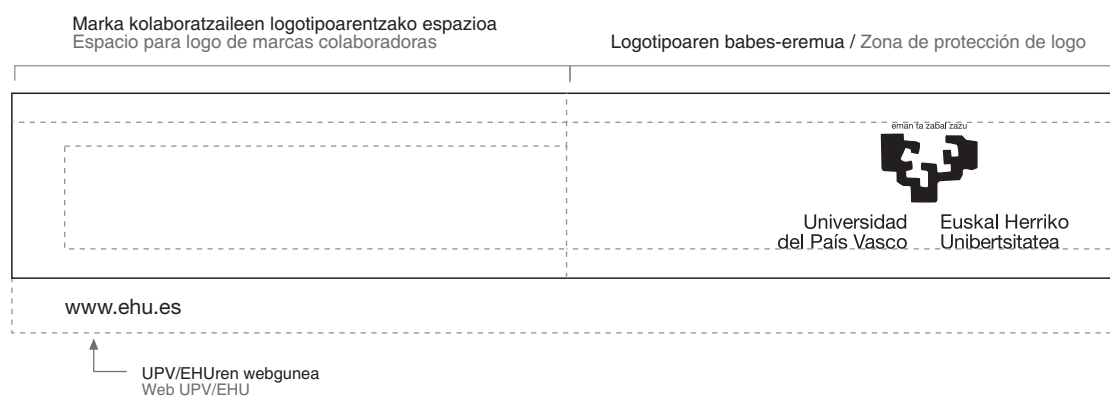 Marka kolaboratzaileen logotipoarentzako espazioa
Espacio para logo de marcas colaboradoras
Logotipoaren babes-eremua / Zona de protección de logo
eman ta zabal zazu
Universidad
del País Vasco
Euskal Herriko
Unibertsitatea
www.ehu.es
UPV/EHUren webgunea
Web UPV/EHU